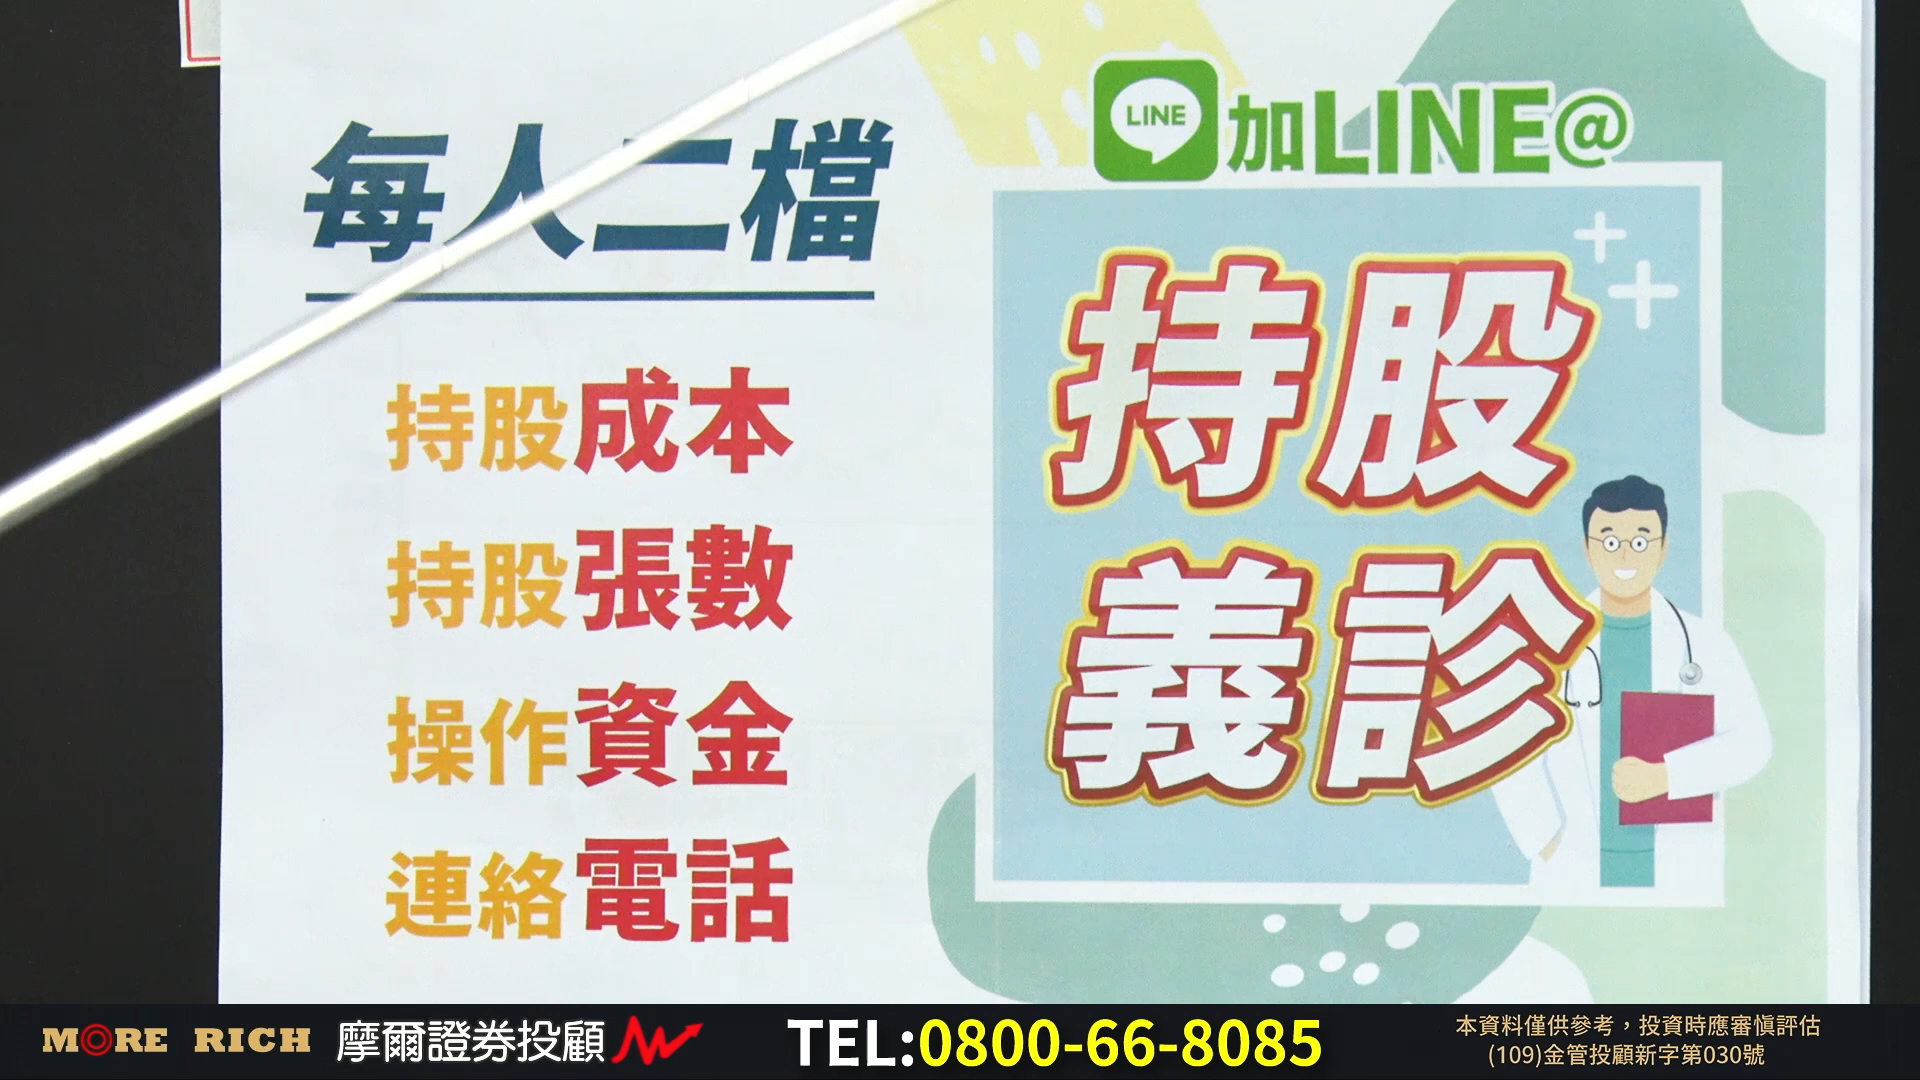 每人二檔
持股成本
持股張數
操作資金
連絡電話
LINE 加LINE@
持股
義診
MORE RICH 摩爾證券投顧
TEL:0800-66-8085
本資料僅供參考，投資時應審慎評估
(109)金管投顧新字第030號